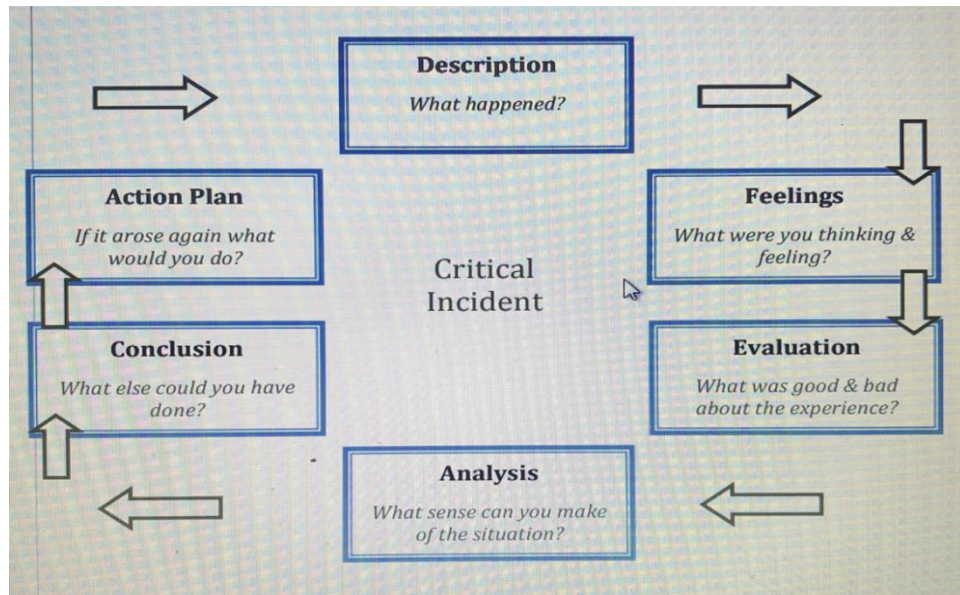 Description
What happened?
Feelings
What were you thinking &
feeling?
Evaluation
What was good & bad
about the experience?
Analysis
What sense can you make
of the situation?
Conclusion
What else could you have
done?
Action Plan
If it arose again what
would you do?
Critical
Incident